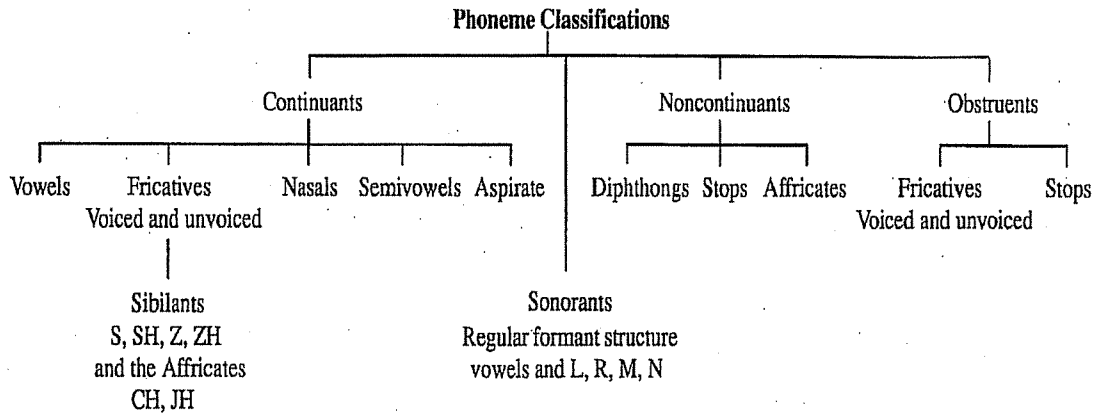 Phoneme Classifications
Continuants
Noncontinuants
Obstruents
Vowels
Fricatives
Voiced and unvoiced
Nasals
Semivowels
Aspirate
Diphthongs
Stops
Affricates
Fricatives
Voiced and unvoiced
Stops
Sibilants
S, SH, Z, ZH
and the Affricates
CH, JH
Sonorants
Regular formant structure
vowels and L, R, M, N